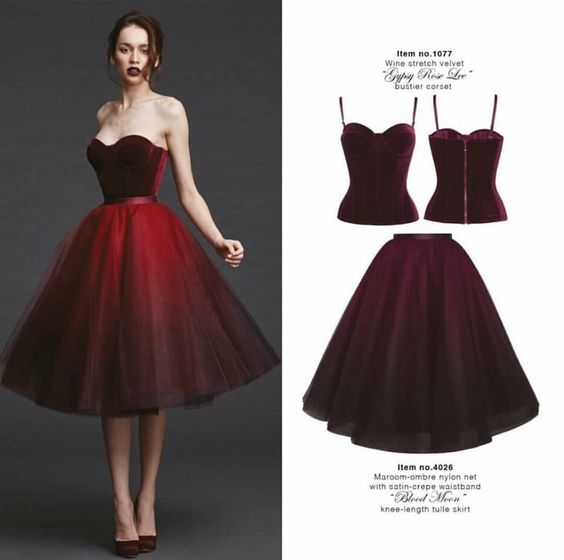 Item no.1077
Wine stretch velvet
"Gypsy Rose Lee"
bustier corset
Item no.4026
Maroom-ombre nylon net
with satin-crepe waistband
"Blood Moon"
knee-length tulle skirt